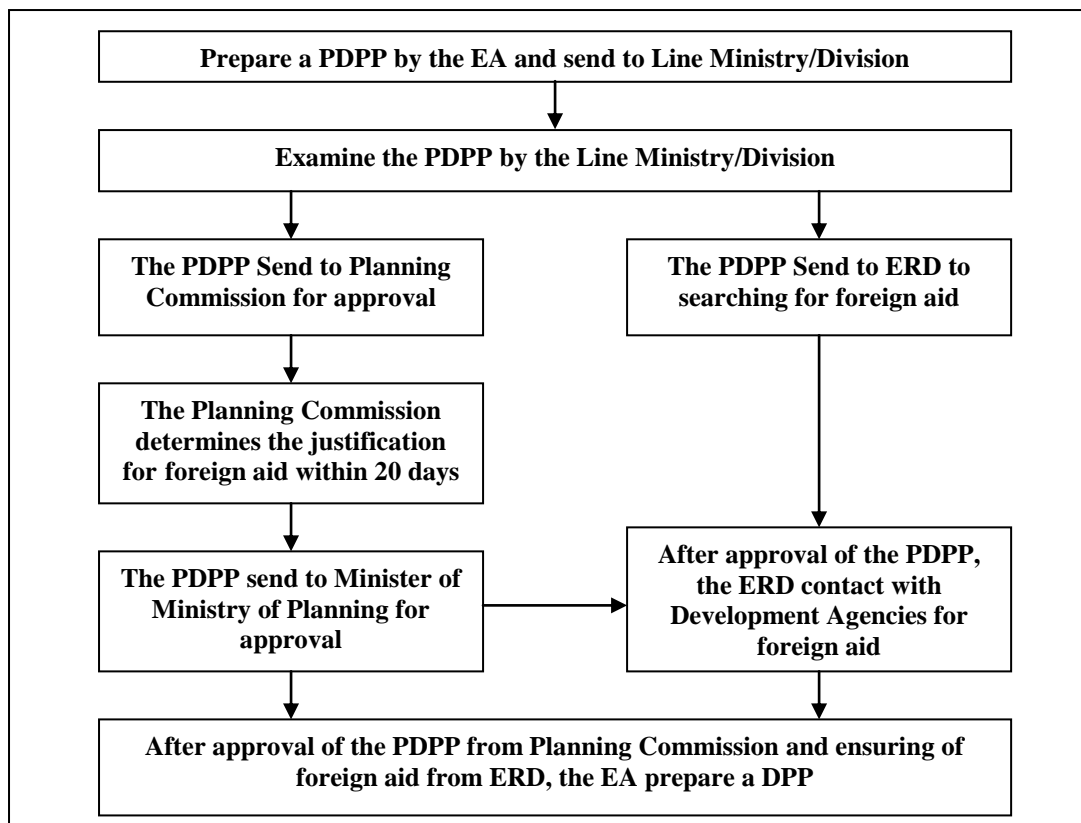 Prepare a PDPP by the EA and send to Line Ministry/Division
Examine the PDPP by the Line Ministry/Division
The PDPP Send to Planning
Commission for approval
The PDPP Send to ERD to
searching for foreign aid
The Planning Commission
determines the justification
for foreign aid within 20 days
The PDPP send to Minister of
Ministry of Planning for
approval
After approval of the PDPP,
the ERD contact with
Development Agencies for
foreign aid
After approval of the PDPP from Planning Commission and ensuring of
foreign aid from ERD, the EA prepare a DPP